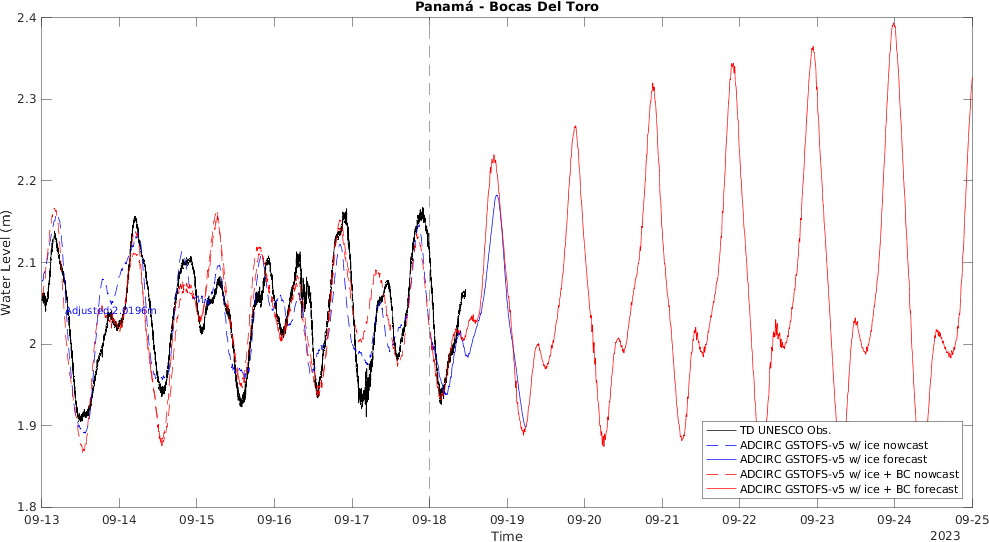 Panamá - Bocas Del Toro
Water Level (m)
2.4
2.3
2.2
2.1
2
1.9
1.8
Adjusted 2.0196m
TD UNESCO Obs.
ADCIRC GSTOFS-v5 w/ ice nowcast
ADCIRC GSTOFS-v5 w/ ice forecast
ADCIRC GSTOFS-v5 w/ ice + BC nowcast
ADCIRC GSTOFS-v5 w/ ice + BC forecast
09-13 09-14 09-15 09-16 09-17 09-18 09-19 09-20 09-21 09-22 09-23 09-24 09-25
Time
2023